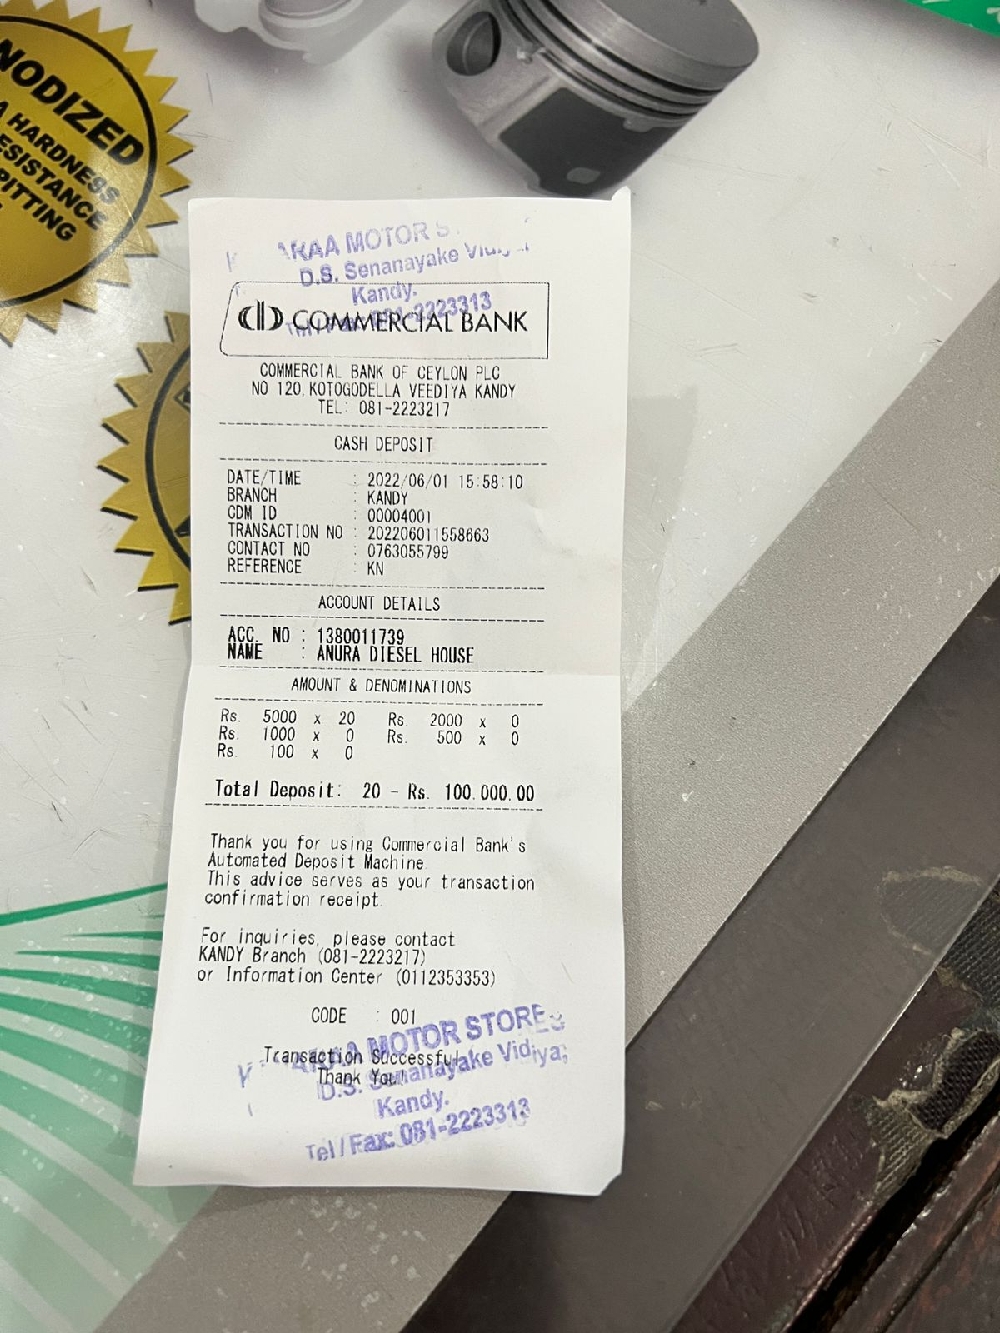 NODIZED
A HARDNESS
ESISTANCE
PITTING
MOTOR
D.S. Senanayake
Kandy.
081-2223313
COMMERCIAL BANK
COMMERCIAL BANK OF CEYLON PLC
NO 120, KOTOGODELLA VEEDIYA KANDY
TEL: 081-2223217
CASH DEPOSIT
DATE/TIME : 2022/06/01 15:58:10
BRANCH : KANDY
CDM ID : 00004001
TRANSACTION NO : 202206011558663
CONTACT NO : 0763055799
REFERENCE : KN
ACCOUNT DETAILS
ACC. NO : 1380011739
NAME : ANURA DIESEL HOUSE
AMOUNT & DENOMINATIONS
Rs. 5000 x 20 Rs. 2000 x 0
Rs. 1000 x 0 Rs. 500 x 0
Rs. 100 x 0
Total Deposit: 20 - Rs. 100,000.00
Thank you for using Commercial Bank's
Automated Deposit Machine.
This advice serves as your transaction
confirmation receipt.
For inquiries, please contact
KANDY Branch (081-2223217)
or Information Center (0112353353)
CODE : 001
Transaction Successful
Thank You!
MOTOR STORES
D.S. Senanayake Vidiya,
Kandy.
Tel / Fax: 081-2223313